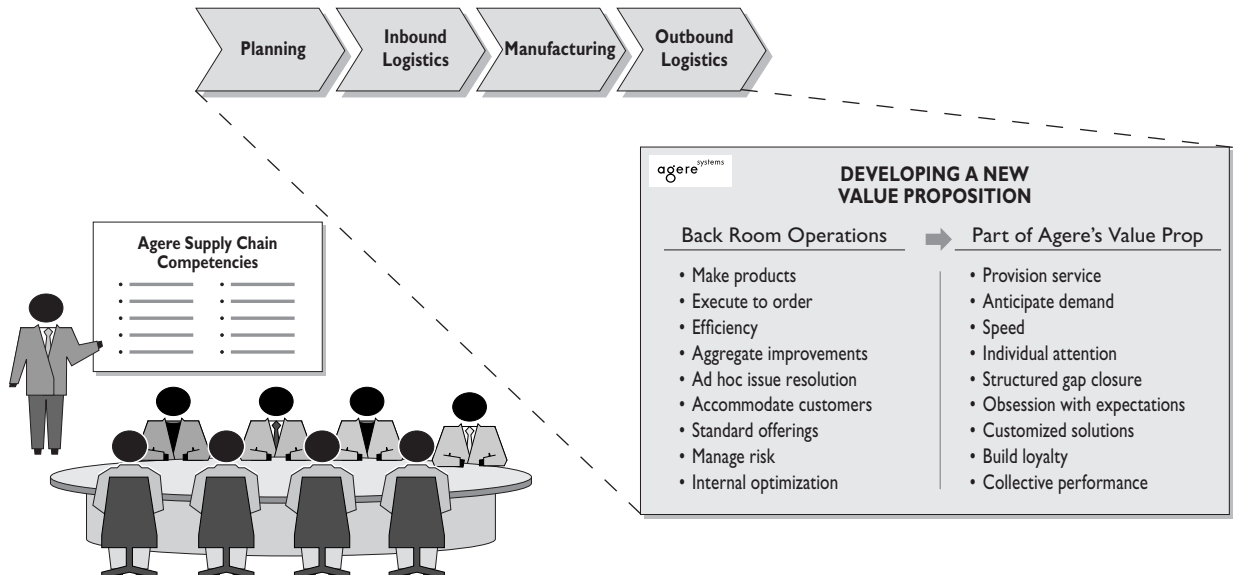 Planning
Inbound
Logistics
Manufacturing
Outbound
Logistics
agere systems
DEVELOPING A NEW
VALUE PROPOSITION
Back Room Operations
Part of Agere’s Value Prop
• Make products
• Execute to order
• Efficiency
• Aggregate improvements
• Ad hoc issue resolution
• Accommodate customers
• Standard offerings
• Manage risk
• Internal optimization
• Provision service
• Anticipate demand
• Speed
• Individual attention
• Structured gap closure
• Obsession with expectations
• Customized solutions
• Build loyalty
• Collective performance
Agere Supply Chain
Competencies